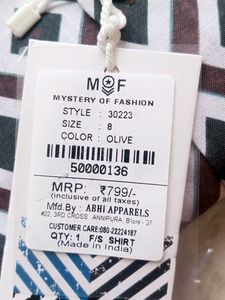 M F
MYSTERY OF FASHION
STYLE : 30223
SIZE : 8
COLOR : OLIVE
50000136
MRP: ₹799/-
(inclusive of all taxes)
Mfd.By : ABHI APPARELS
#22, 3RD CROSS ANNIPURA, B'lore - 27
CUSTOMER CARE:080-22224187
QTY: 1 F/S SHIRT
(Made in India)